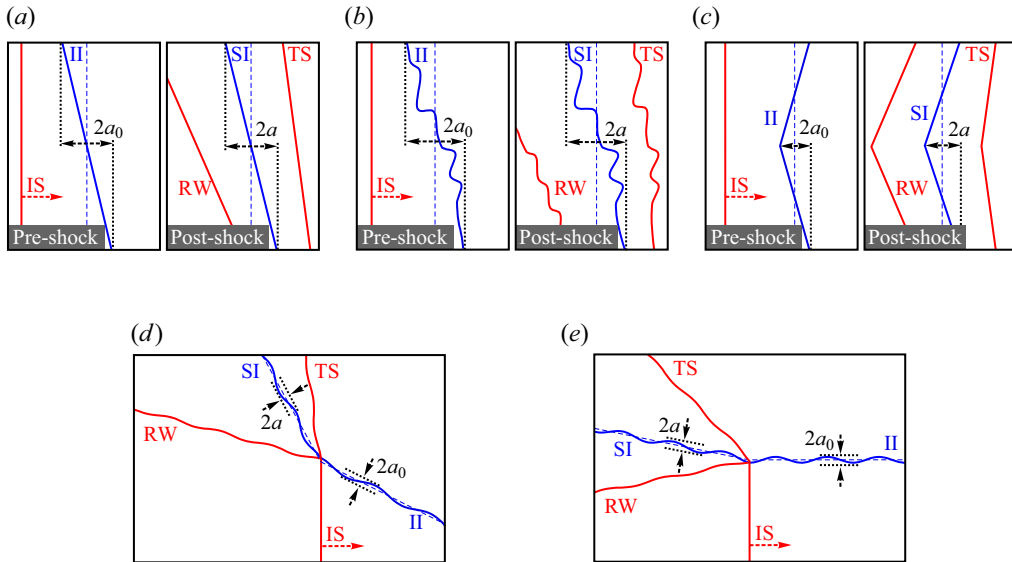 (a)
II
2a₀
IS
Pre-shock
SI
TS
2a
RW
Post-shock
(b)
II
2a₀
IS
Pre-shock
SI
TS
2a
RW
Post-shock
(c)
II
2a₀
IS
Pre-shock
TS
SI
2a
RW
Post-shock
(d)
SI
TS
2a
RW
2a₀
II
IS
(e)
TS
2a
2a₀
II
SI
RW
IS